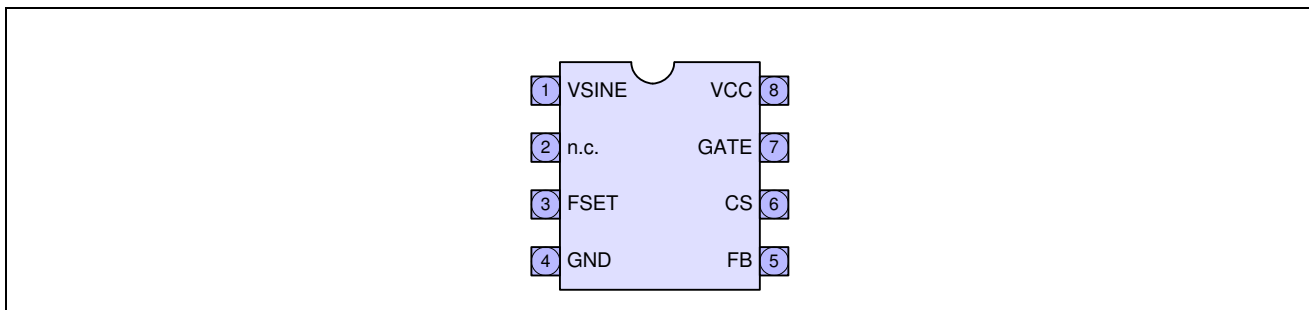 1 VSINE VCC 8
2 n.c. GATE 7
3 FSET CS 6
4 GND FB 5